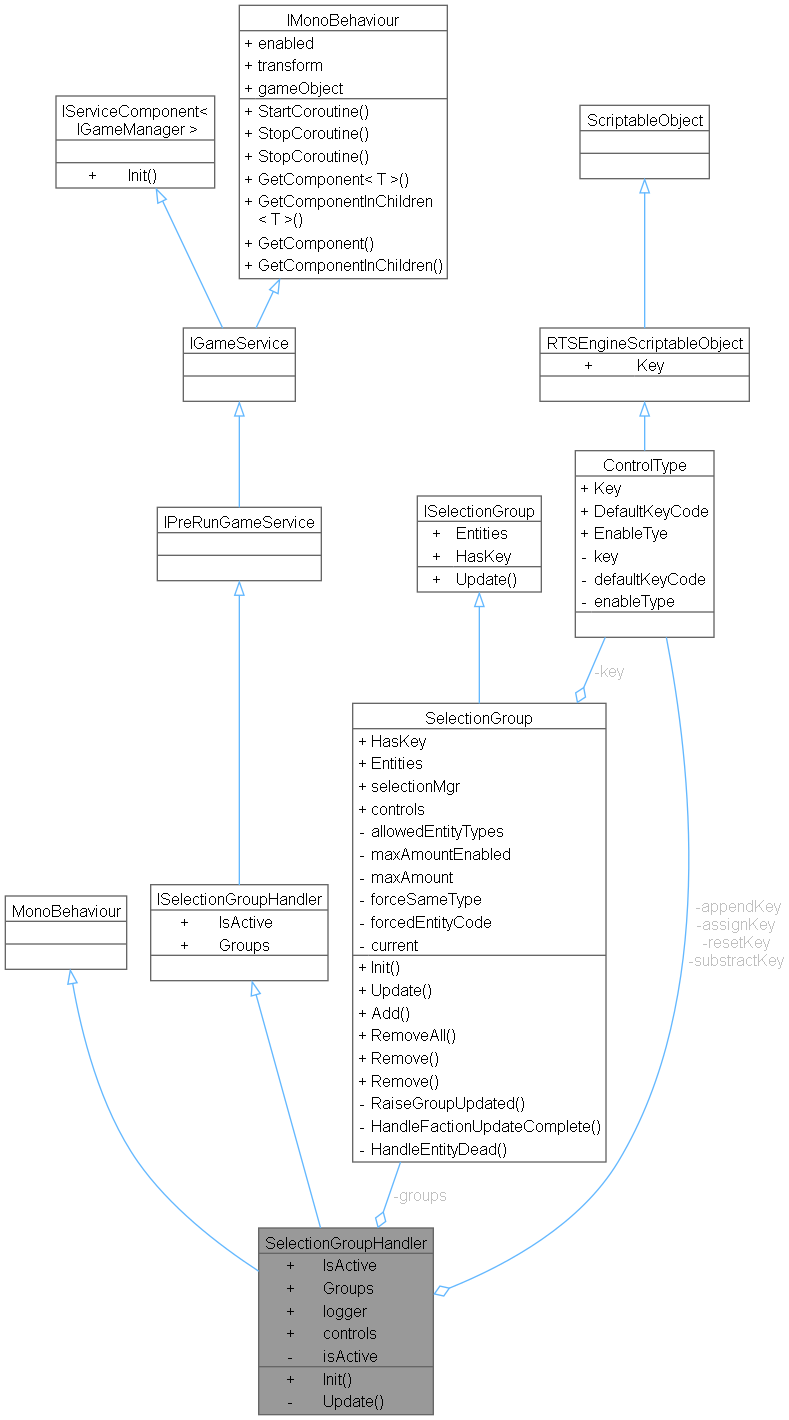 IMonoBehaviour
+ enabled
+ transform
+ gameObject
+ StartCoroutine()
+ StopCoroutine()
+ StopCoroutine()
+ GetComponent< T >()
+ GetComponentInChildren
< T >()
+ GetComponent()
+ GetComponentInChildren()
IServiceComponent<
IGameManager >
+ Init()
ScriptableObject
IGameService
RTSEngineScriptableObject
+ Key
ControlType
+ Key
+ DefaultKeyCode
+ EnableTye
- key
- defaultKeyCode
- enableType
ISelectionGroup
+ Entities
+ HasKey
+ Update()
IPreRunGameService
-key
SelectionGroup
+ HasKey
+ Entities
+ selectionMgr
+ controls
- allowedEntityTypes
- maxAmountEnabled
- maxAmount
- forceSameType
- forcedEntityCode
- current
+ Init()
+ Update()
+ Add()
+ RemoveAll()
+ Remove()
+ Remove()
- RaiseGroupUpdated()
- HandleFactionUpdateComplete()
- HandleEntityDead()
ISelectionGroupHandler
+ IsActive
+ Groups
MonoBehaviour
-appendKey
-assignKey
-resetKey
-substractKey
-groups
SelectionGroupHandler
+ IsActive
+ Groups
+ logger
+ controls
- isActive
+ Init()
- Update()